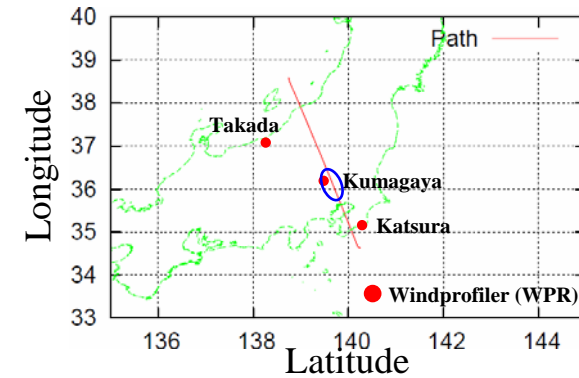 40
39
38
37
36
35
34
33
Longitude
Path
Takada
Kumagaya
Katsura
Windprofiler (WPR)
136 138 140 142 144
Latitude